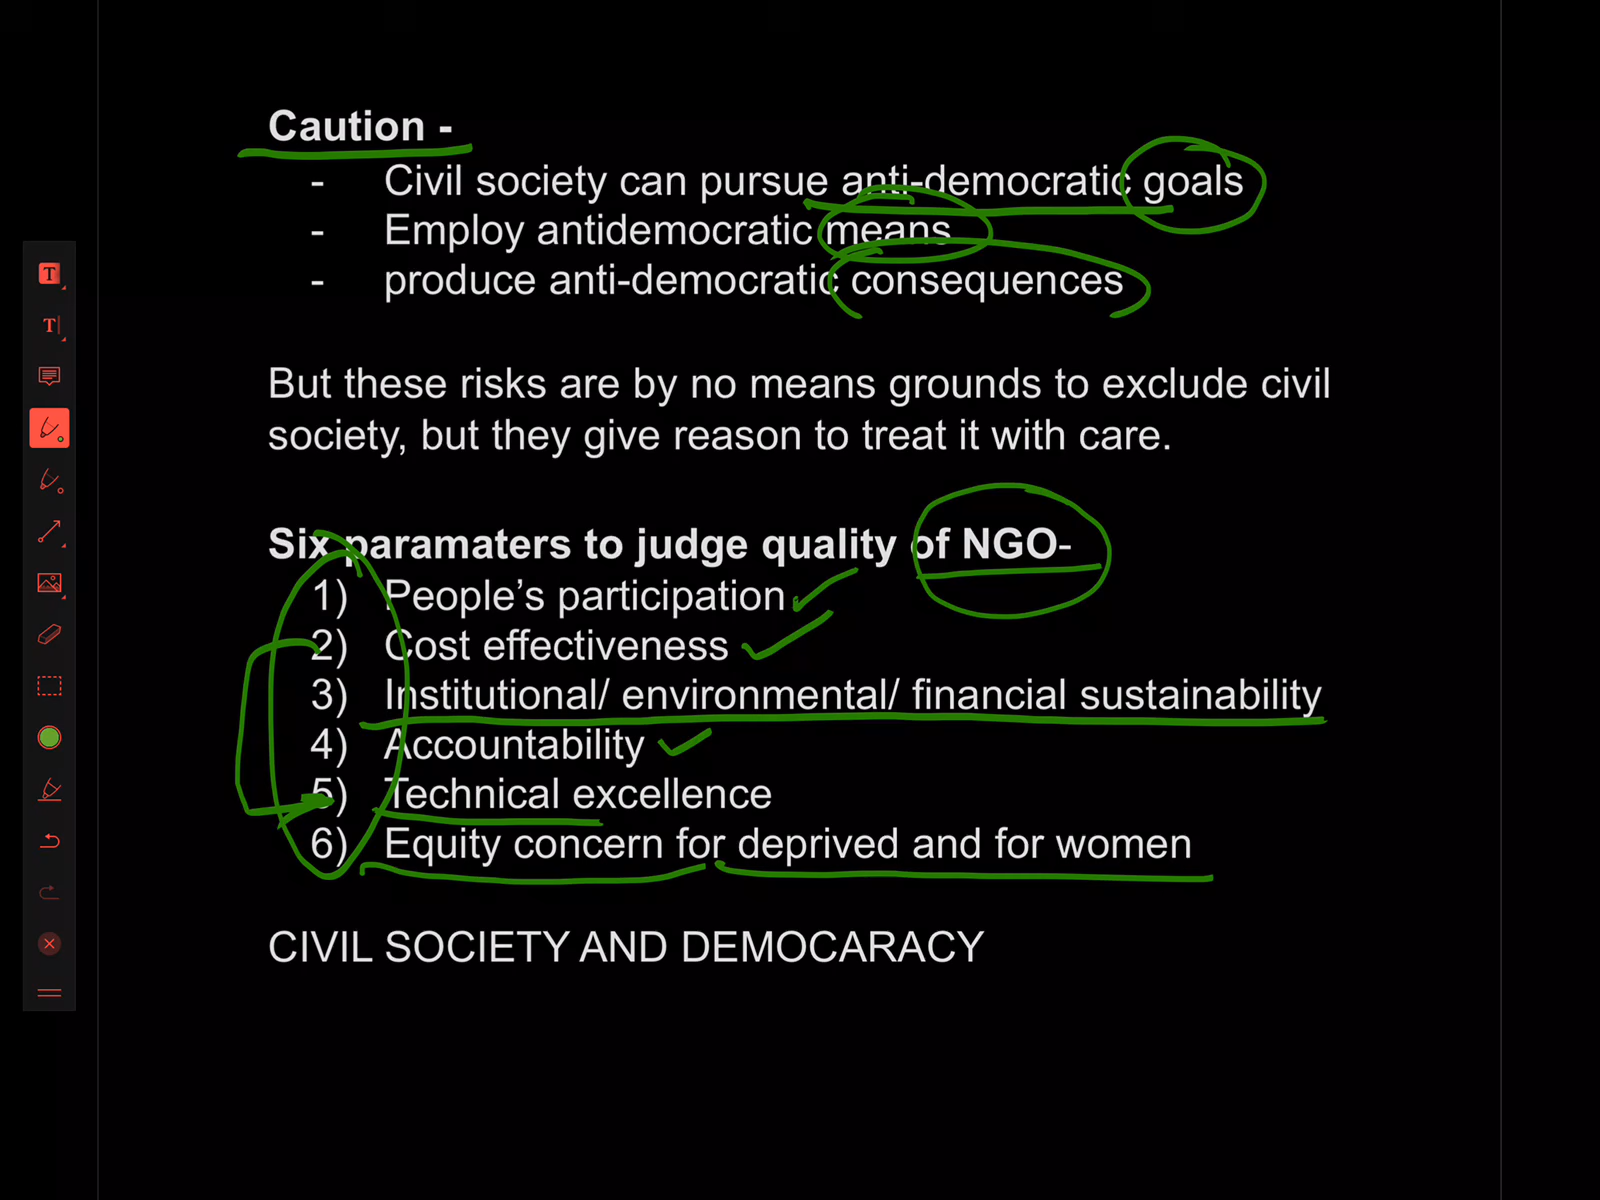 Caution -
- Civil society can pursue anti-democratic goals
- Employ antidemocratic means
- produce anti-democratic consequences
But these risks are by no means grounds to exclude civil
society, but they give reason to treat it with care.
Six paramaters to judge quality of NGO-
1) People’s participation
2) Cost effectiveness
3) Institutional/ environmental/ financial sustainability
4) Accountability
5) Technical excellence
6) Equity concern for deprived and for women
CIVIL SOCIETY AND DEMOCARACY